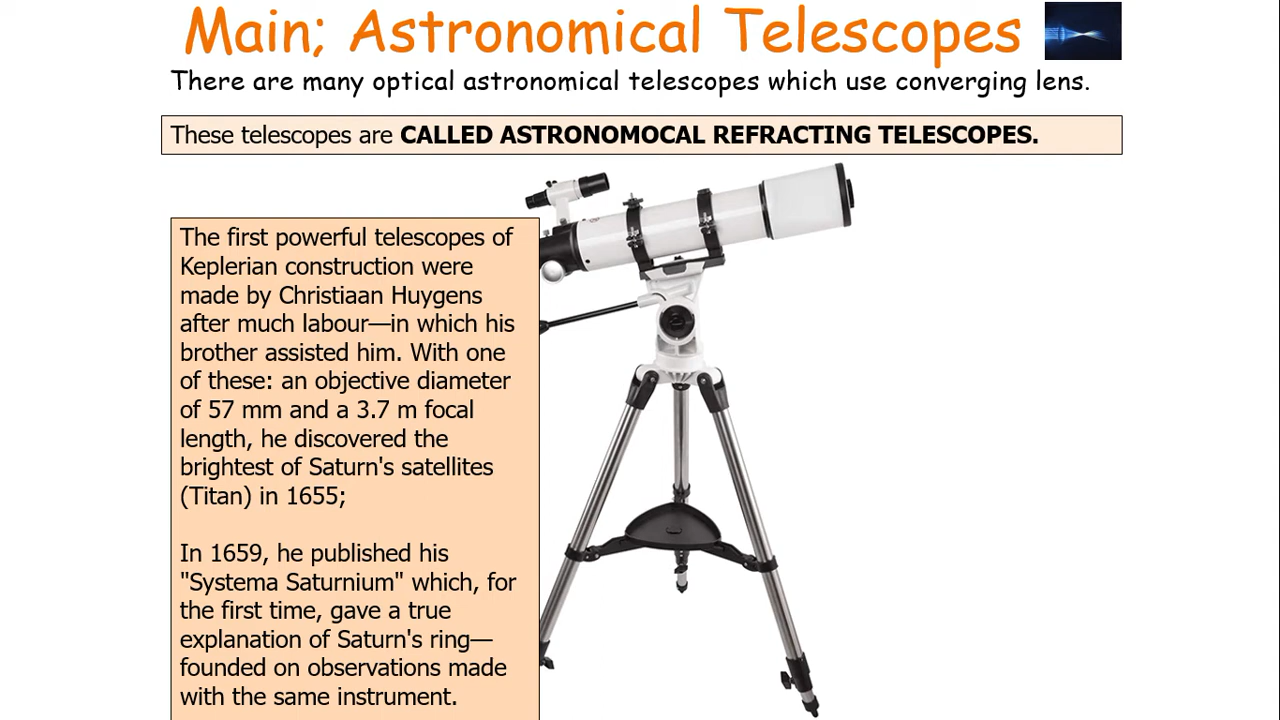 Main; Astronomical Telescopes
There are many optical astronomical telescopes which use converging lens.
These telescopes are CALLED ASTRONOMOCAL REFRACTING TELESCOPES.
The first powerful telescopes of
Keplerian construction were
made by Christiaan Huygens
after much labour—in which his
brother assisted him. With one
of these: an objective diameter
of 57 mm and a 3.7 m focal
length, he discovered the
brightest of Saturn's satellites
(Titan) in 1655;
In 1659, he published his
"Systema Saturnium" which, for
the first time, gave a true
explanation of Saturn's ring—
founded on observations made
with the same instrument.